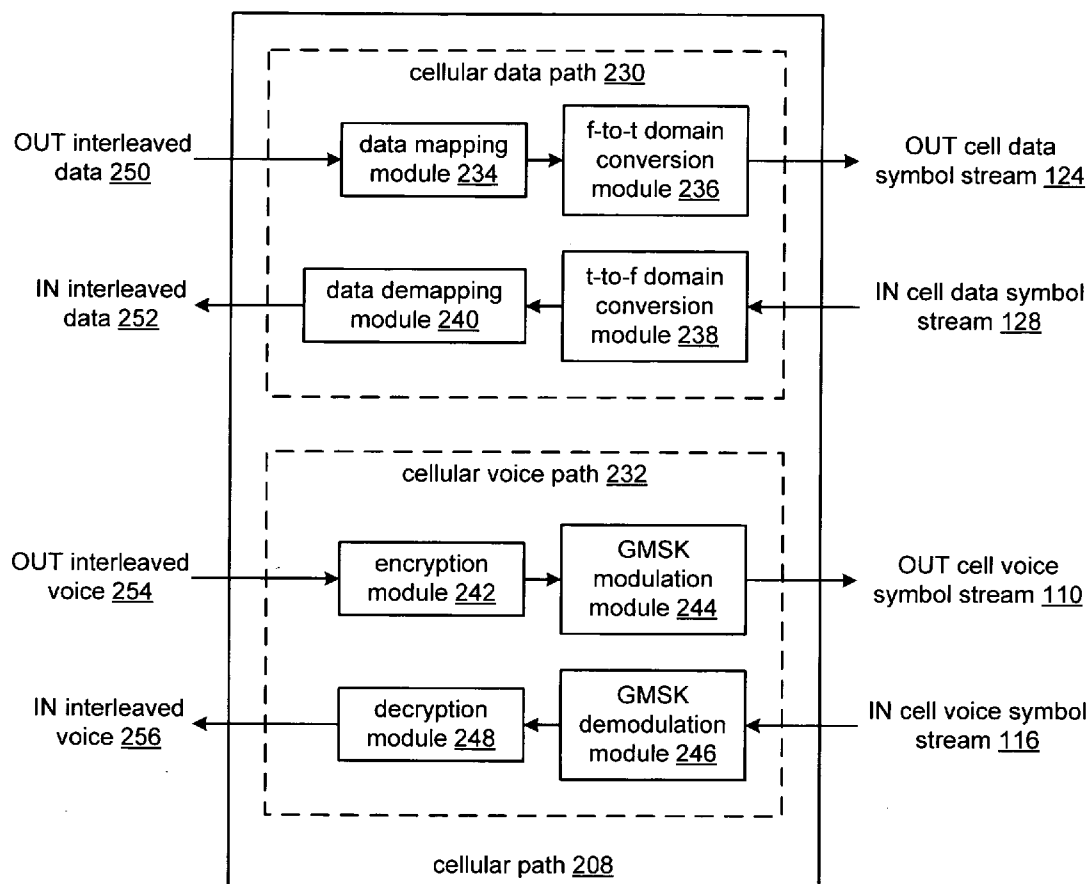 cellular data path 230
OUT interleaved
data 250
data mapping
module 234
f-to-t domain
conversion
module 236
OUT cell data
symbol stream 124
IN interleaved
data 252
data demapping
module 240
t-to-f domain
conversion
module 238
IN cell data symbol
stream 128
cellular voice path 232
OUT interleaved
voice 254
encryption
module 242
GMSK
modulation
module 244
OUT cell voice
symbol stream 110
IN interleaved
voice 256
decryption
module 248
GMSK
demodulation
module 246
IN cell voice symbol
stream 116
cellular path 208